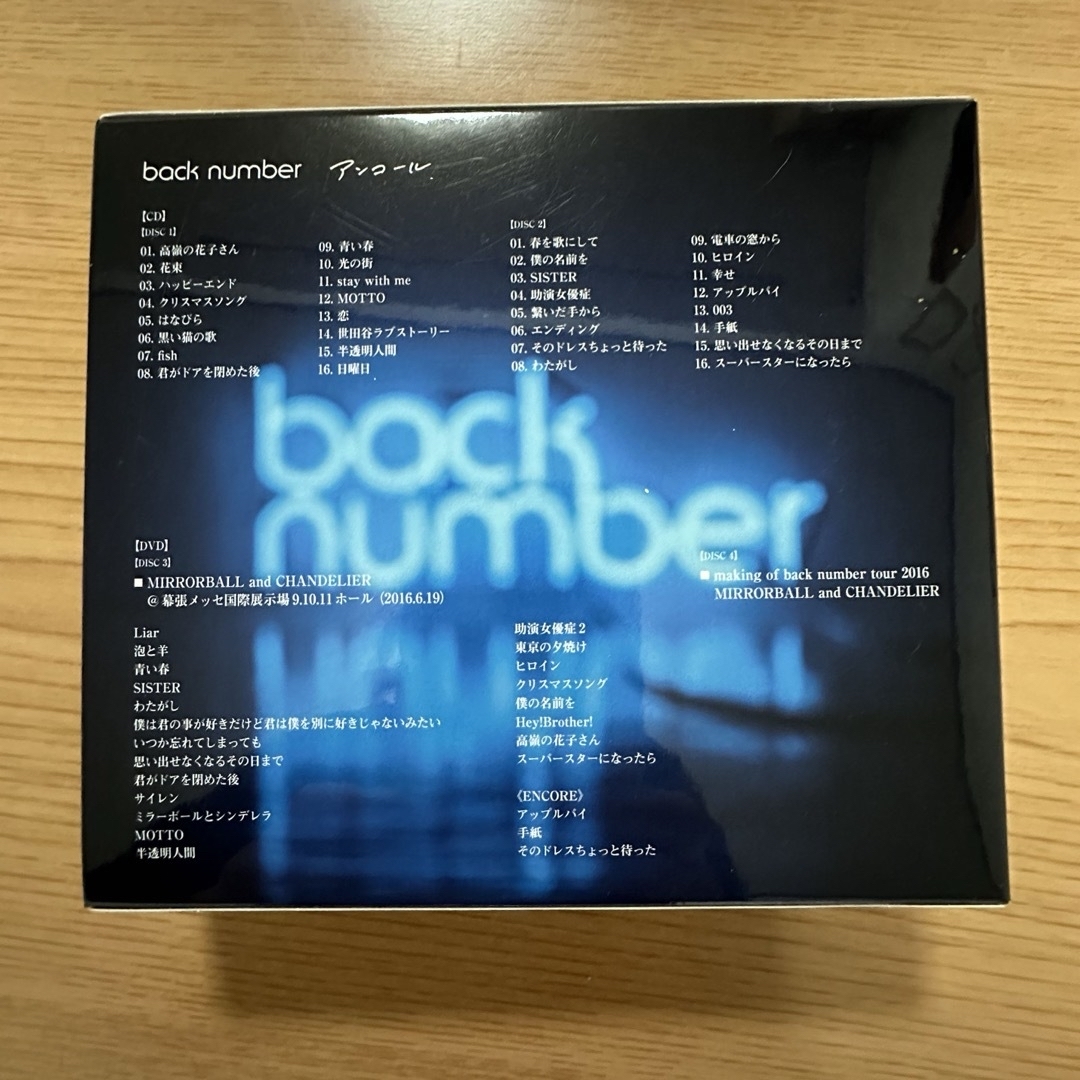 back number アンコール
【CD】
【DISC 1】
01. 高嶺の花子さん
02. 花束
03. ハッピーエンド
04. クリスマスソング
05. はなびら
06. 黒い猫の歌
07. fish
08. 君がドアを閉めた後
09. 青い春
10. 光の街
11. stay with me
12. MOTTO
13. 恋
14. 世田谷ラブストーリー
15. 半透明人間
16. 日曜日
【DISC 2】
01. 春を歌にして
02. 僕の名前を
03. SISTER
04. 助演女優症
05. 繋いだ手から
06. エンディング
07. そのドレスちょっと待った
08. わたがし
09. 電車の窓から
10. ヒロイン
11. 幸せ
12. アップルパイ
13. 003
14. 手紙
15. 思い出せなくなるその日まで
16. スーパースターになったら
back
number
【DVD】
【DISC 3】
■ MIRRORBALL and CHANDELIER
@ 幕張メッセ国際展示場 9.10.11 ホール (2016.6.19)
Liar
泡と羊
青い春
SISTER
わたがし
僕は君の事が好きだけど君は僕を別に好きじゃないみたい
いつか忘れてしまっても
思い出せなくなるその日まで
君がドアを閉めた後
サイレン
ミラーボールとシンデレラ
MOTTO
半透明人間
助演女優症 2
東京の夕焼け
ヒロイン
クリスマスソング
僕の名前を
Hey!Brother!
高嶺の花子さん
スーパースターになったら
《ENCORE》
アップルパイ
手紙
そのドレスちょっと待った
【DISC 4】
■ making of back number tour 2016
MIRRORBALL and CHANDELIER